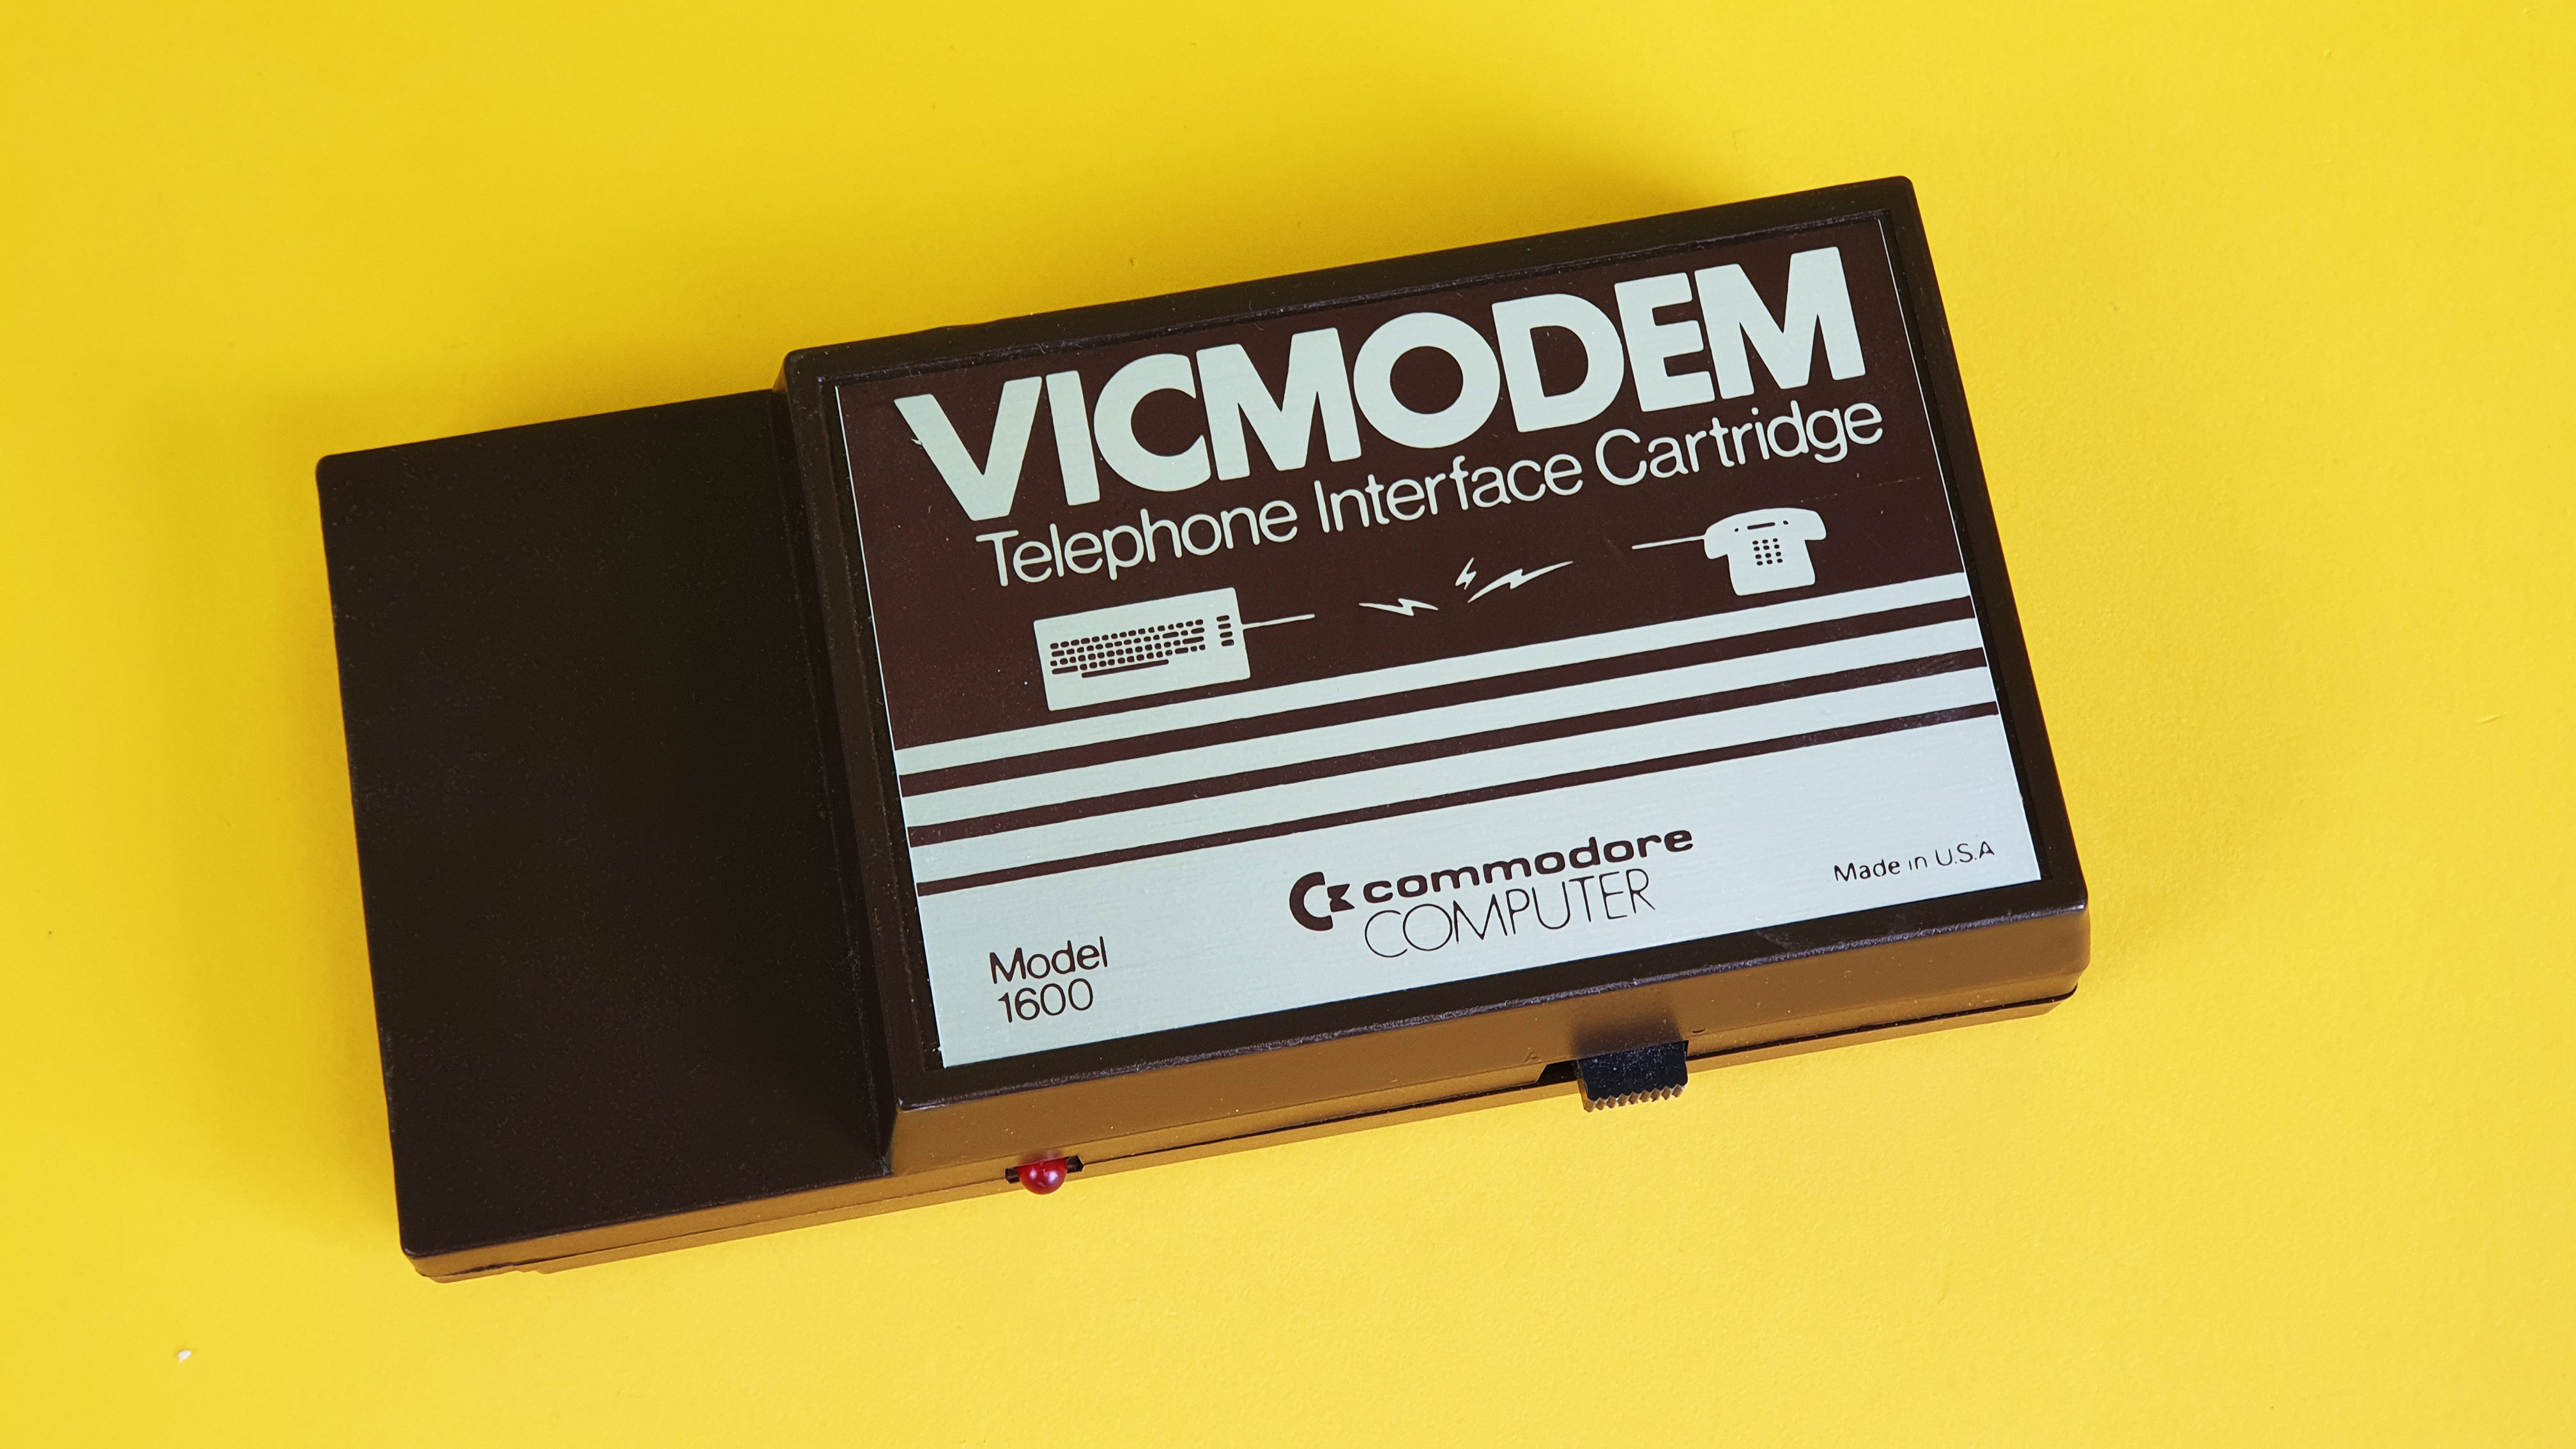 VICMODEM
Telephone Interface Cartridge
commodore
COMPUTER
Made in U.S.A
Model
1600